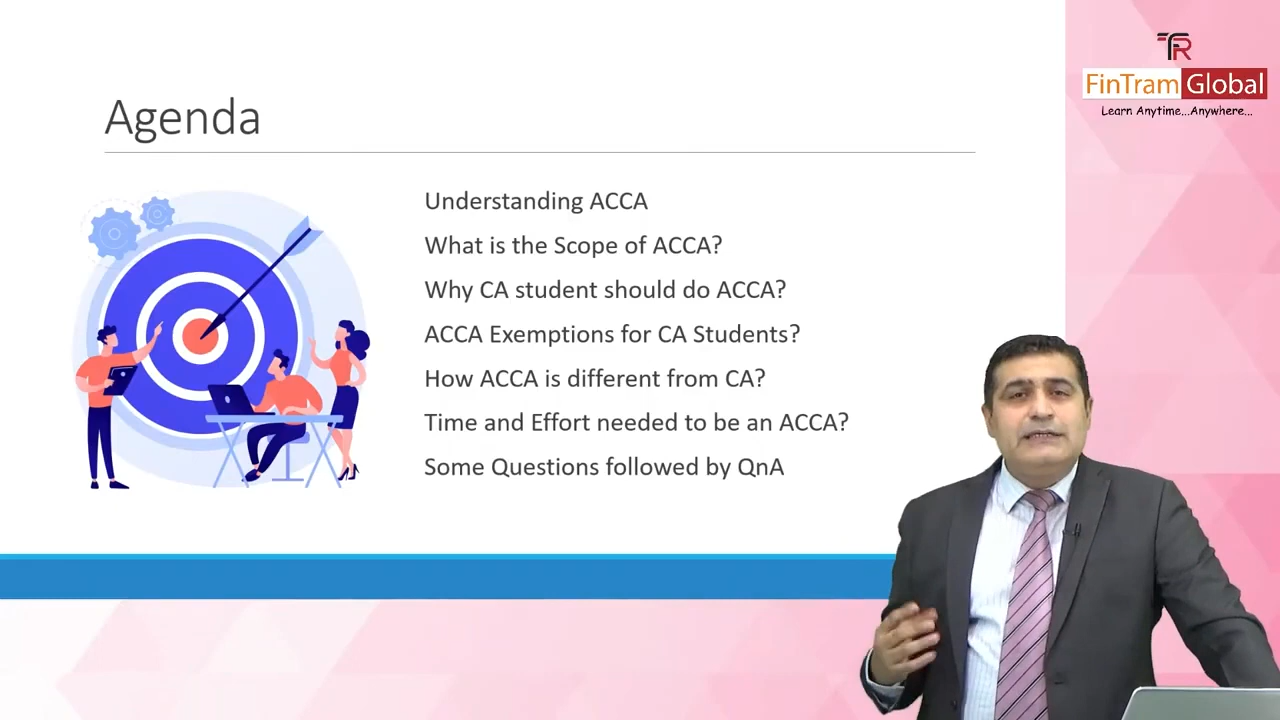 Agenda
Understanding ACCA
What is the Scope of ACCA?
Why CA student should do ACCA?
ACCA Exemptions for CA Students?
How ACCA is different from CA?
Time and Effort needed to be an ACCA?
Some Questions followed by QnA
TR
FinTram Global
Learn Anytime...Anywhere...